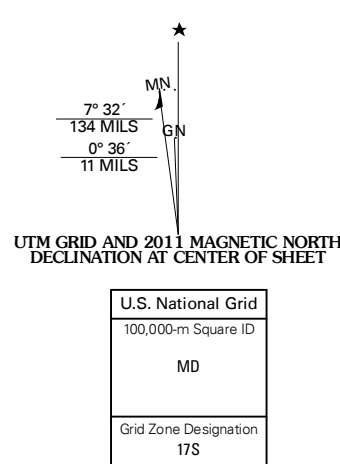 MN
7° 32´
134 MILS
GN
0° 36´
11 MILS
UTM GRID AND 2011 MAGNETIC NORTH
DECLINATION AT CENTER OF SHEET
U.S. National Grid
100,000-m Square ID
MD
Grid Zone Designation
17S